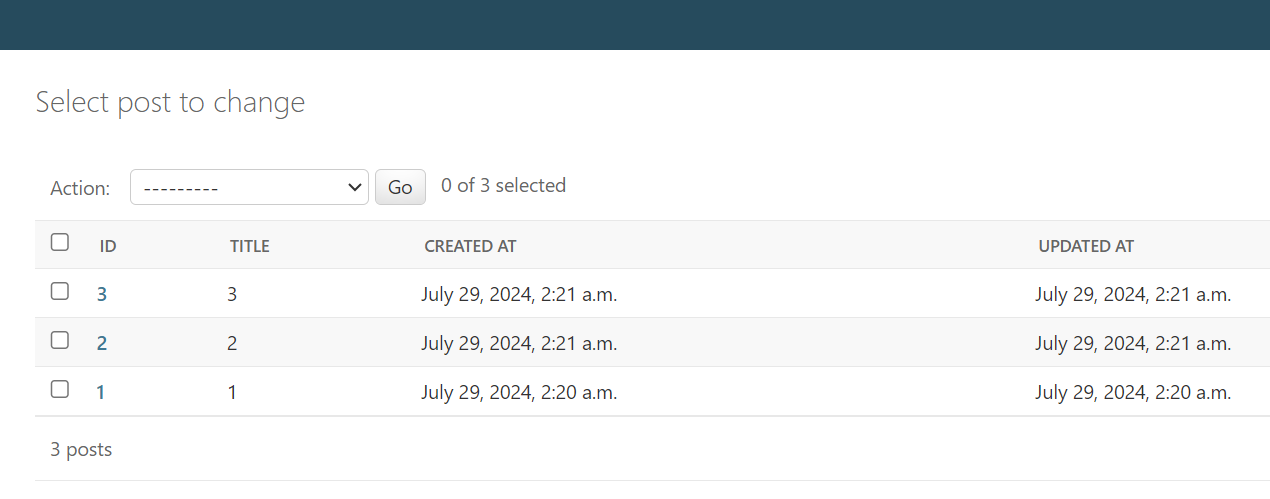 Select post to change
Action: --------- Go 0 of 3 selected
ID TITLE CREATED AT UPDATED AT
3 3 July 29, 2024, 2:21 a.m. July 29, 2024, 2:21 a.m.
2 2 July 29, 2024, 2:21 a.m. July 29, 2024, 2:21 a.m.
1 1 July 29, 2024, 2:20 a.m. July 29, 2024, 2:20 a.m.
3 posts